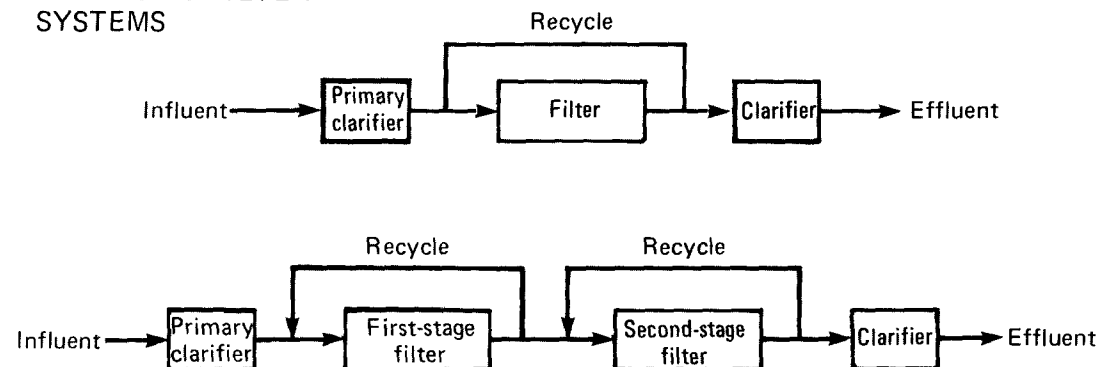 SYSTEMS
Recycle
Influent
Primary
clarifier
Filter
Clarifier
Effluent
Recycle
Recycle
Influent
Primary
clarifier
First-stage
filter
Second-stage
filter
Clarifier
Effluent